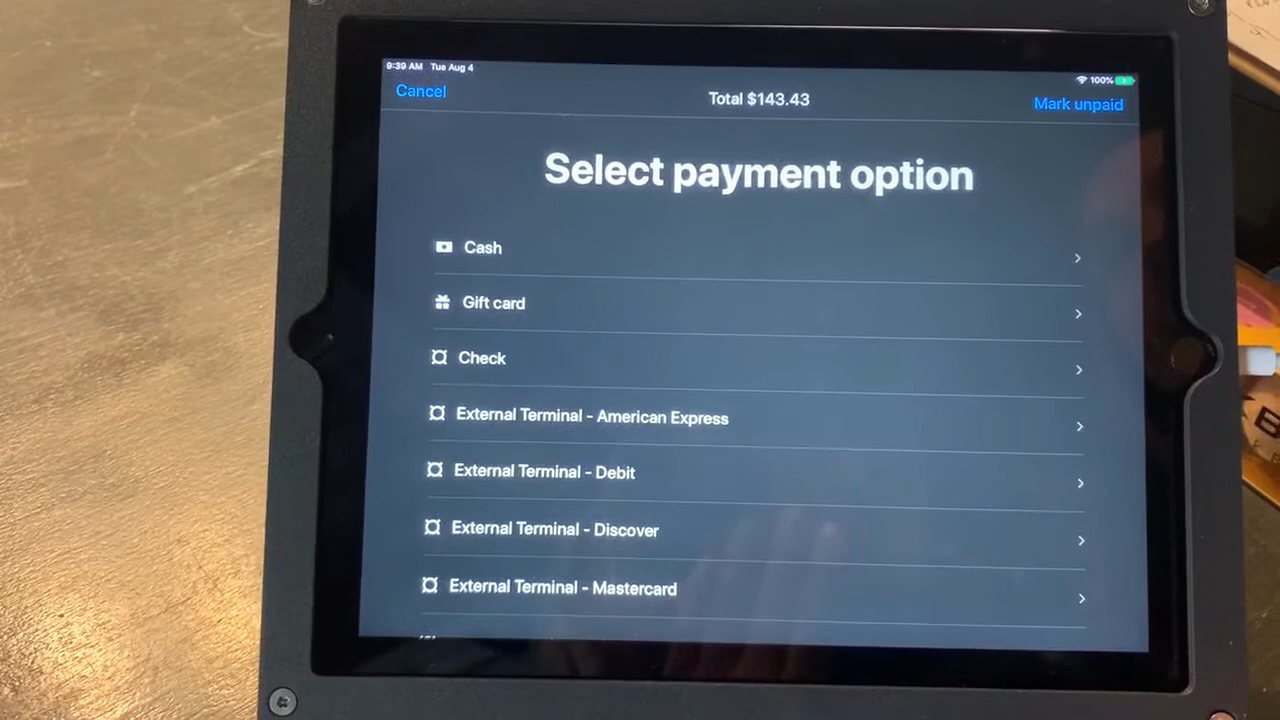 9:39 AM Tue Aug 4
100%
Cancel
Total $143.43
Mark unpaid
Select payment option
Cash
Gift card
Check
External Terminal - American Express
External Terminal - Debit
External Terminal - Discover
External Terminal - Mastercard